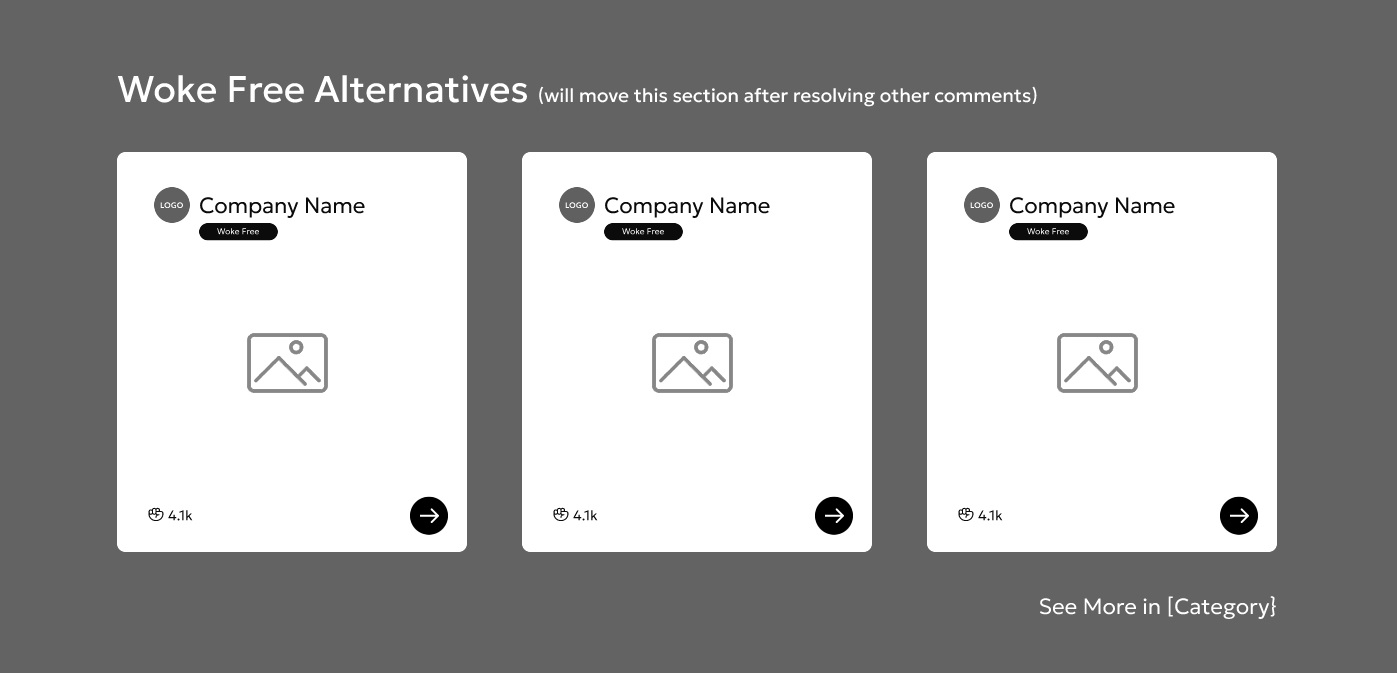 Woke Free Alternatives (will move this section after resolving other comments)
LOGO Company Name
Woke Free
4.1k
LOGO Company Name
Woke Free
4.1k
LOGO Company Name
Woke Free
4.1k
See More in [Category}